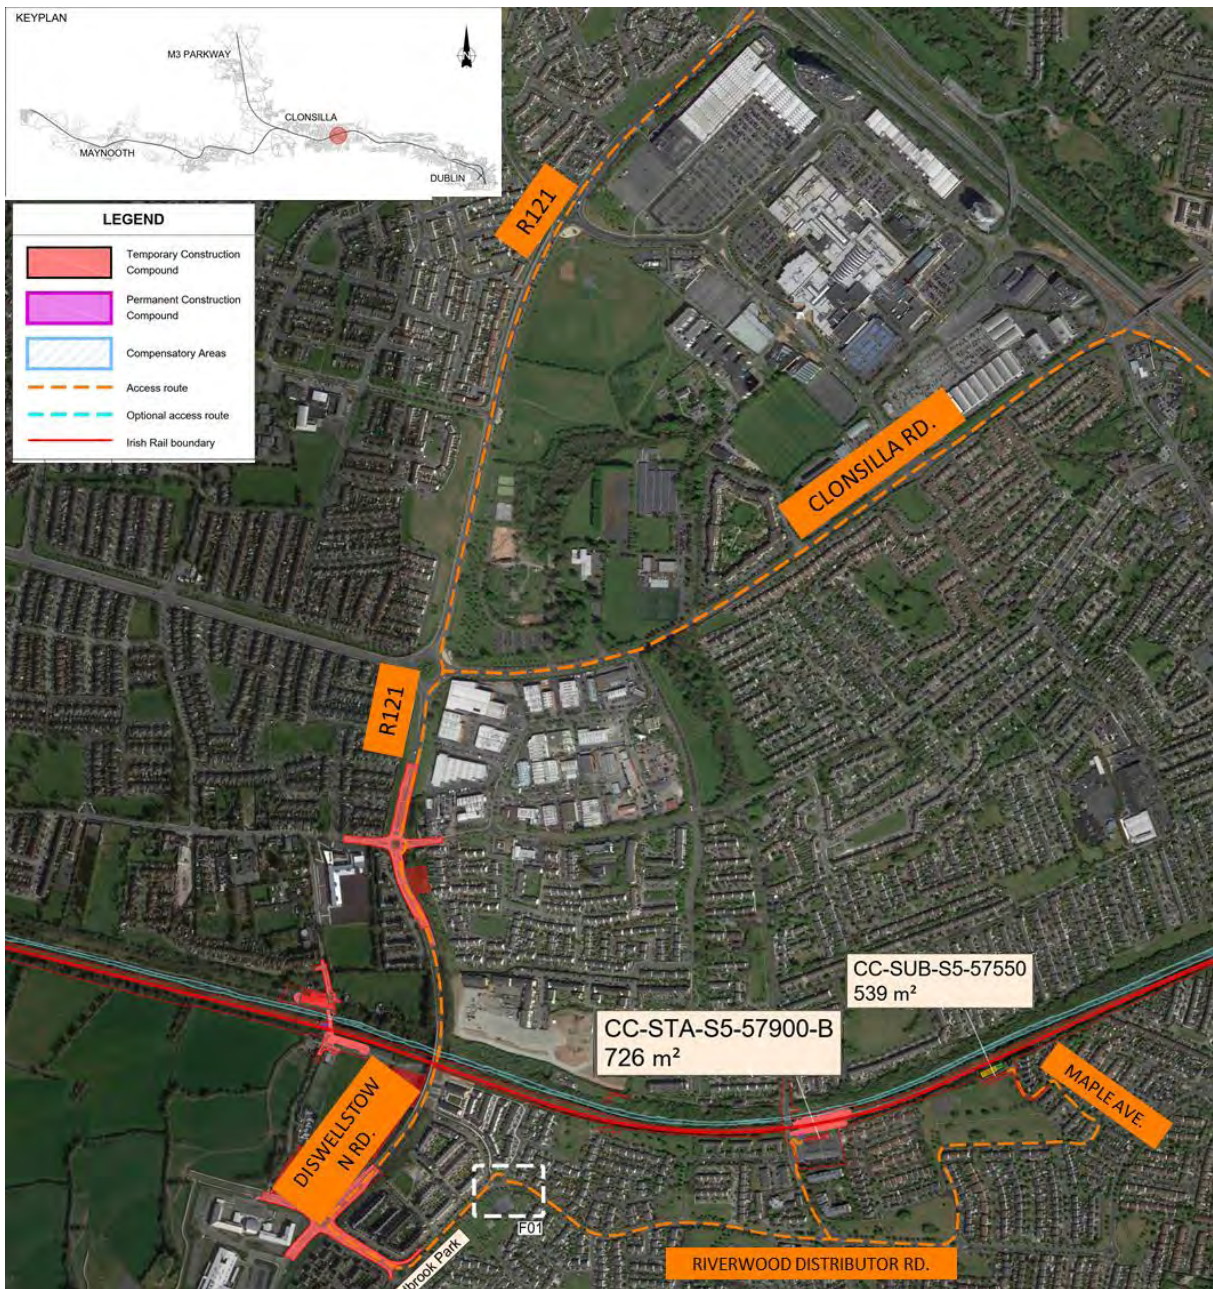 KEYPLAN
M3 PARKWAY
N
CLONSILLA
MAYNOOTH
DUBLIN
LEGEND
Temporary Construction
Compound
Permanent Construction
Compound
Compensatory Areas
Access route
Optional access route
Irish Rail boundary
R121
CLONSILLA RD.
R121
CC-SUB-S5-57550
539 m²
CC-STA-S5-57900-B
726 m²
MAPLE AVE.
DISWELLSTOW
N RD.
F01
lbrook Park
RIVERWOOD DISTRIBUTOR RD.